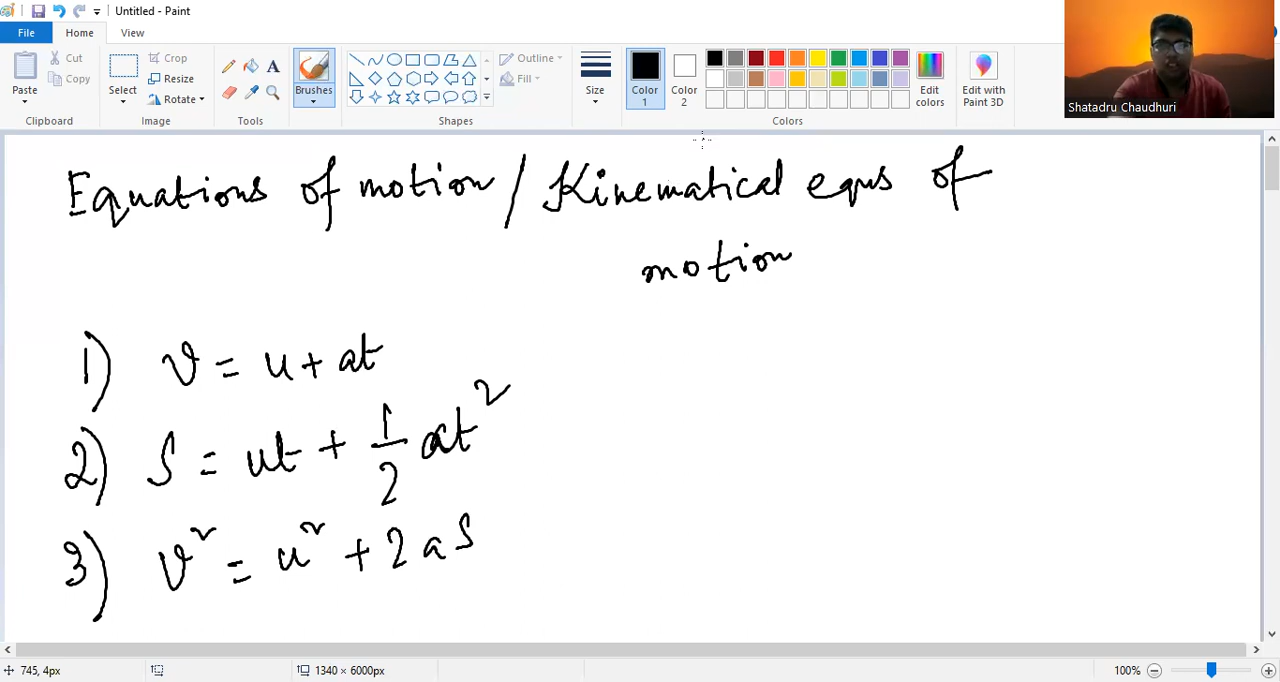 Untitled - Paint
File Home View
Paste
Cut
Copy
Clipboard
Select
Crop
Resize
Rotate
Image
Tools
A
Brushes
Shapes
Outline
Fill
Size
Color 1
Color 2
Colors
Edit colors
Edit with Paint 3D
Shatadru Chaudhuri
Equations of motion / Kinematical equs of
motion
1) v = u + at
2) S = ut + 1/2 at²
3) v² = u² + 2as
745, 4px
1340 × 6000px
100%